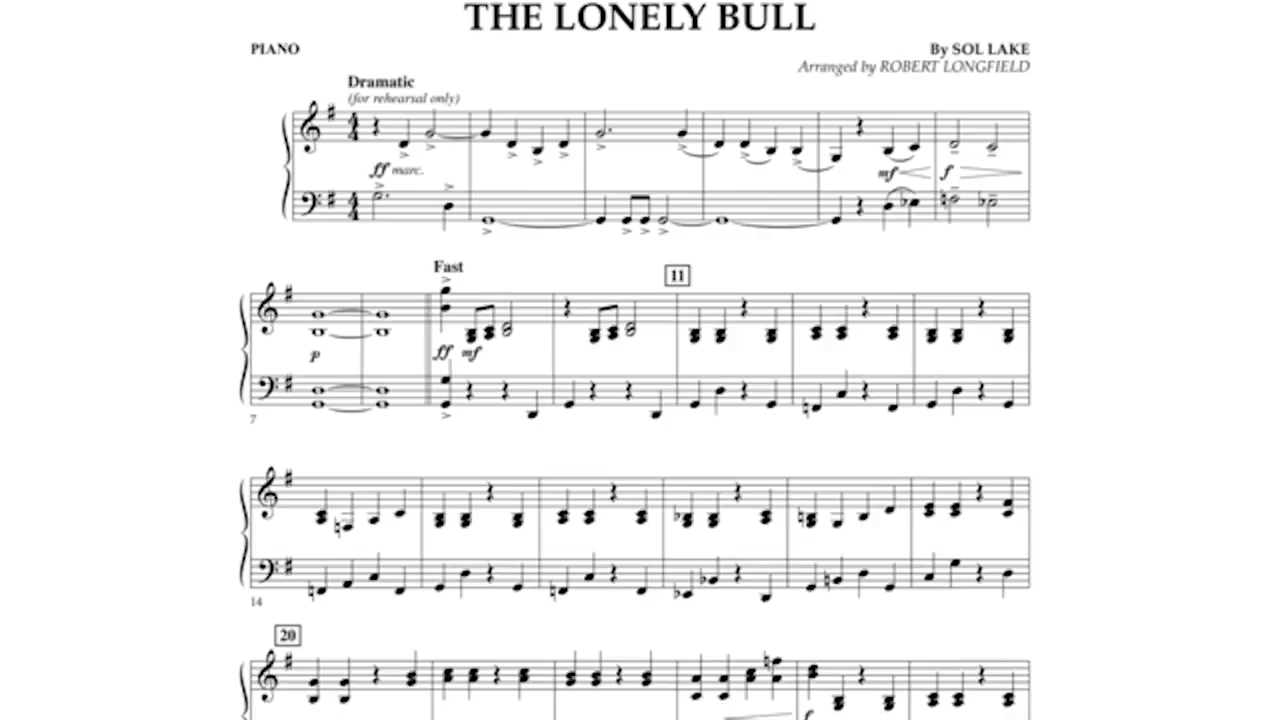 THE LONELY BULL
PIANO
By SOL LAKE
Arranged by ROBERT LONGFIELD
Dramatic
(for rehearsal only)
ff marc.
mf
f
Fast
11
p
ff mf
7
14
20
f